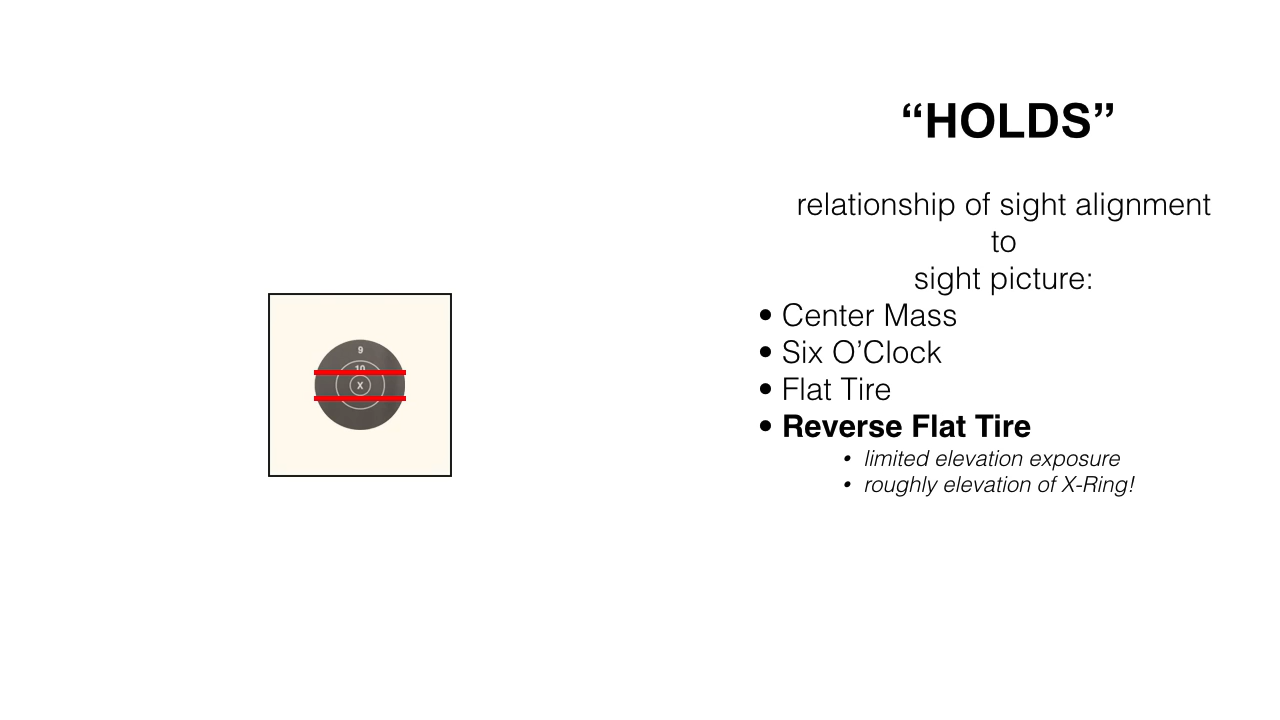 “HOLDS”
relationship of sight alignment
to
sight picture:
• Center Mass
• Six O’Clock
• Flat Tire
• Reverse Flat Tire
• limited elevation exposure
• roughly elevation of X-Ring!
9
10
X